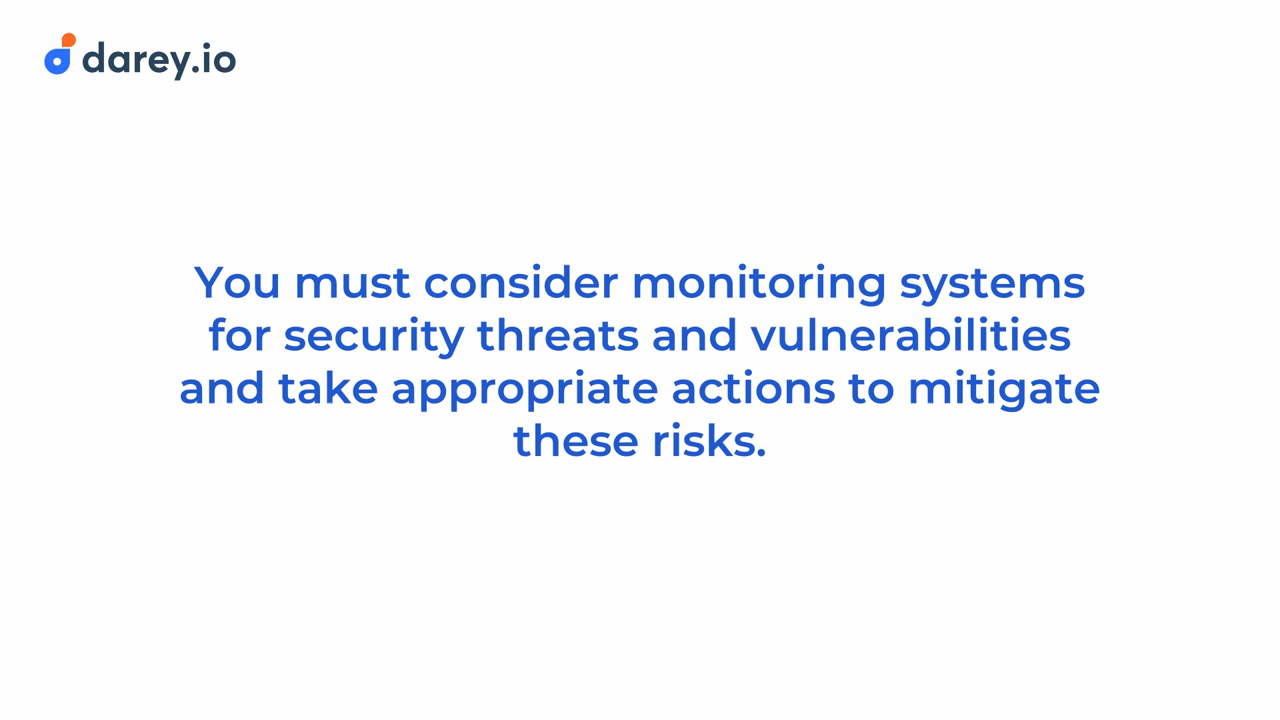 darey.io
You must consider monitoring systems
for security threats and vulnerabilities
and take appropriate actions to mitigate
these risks.